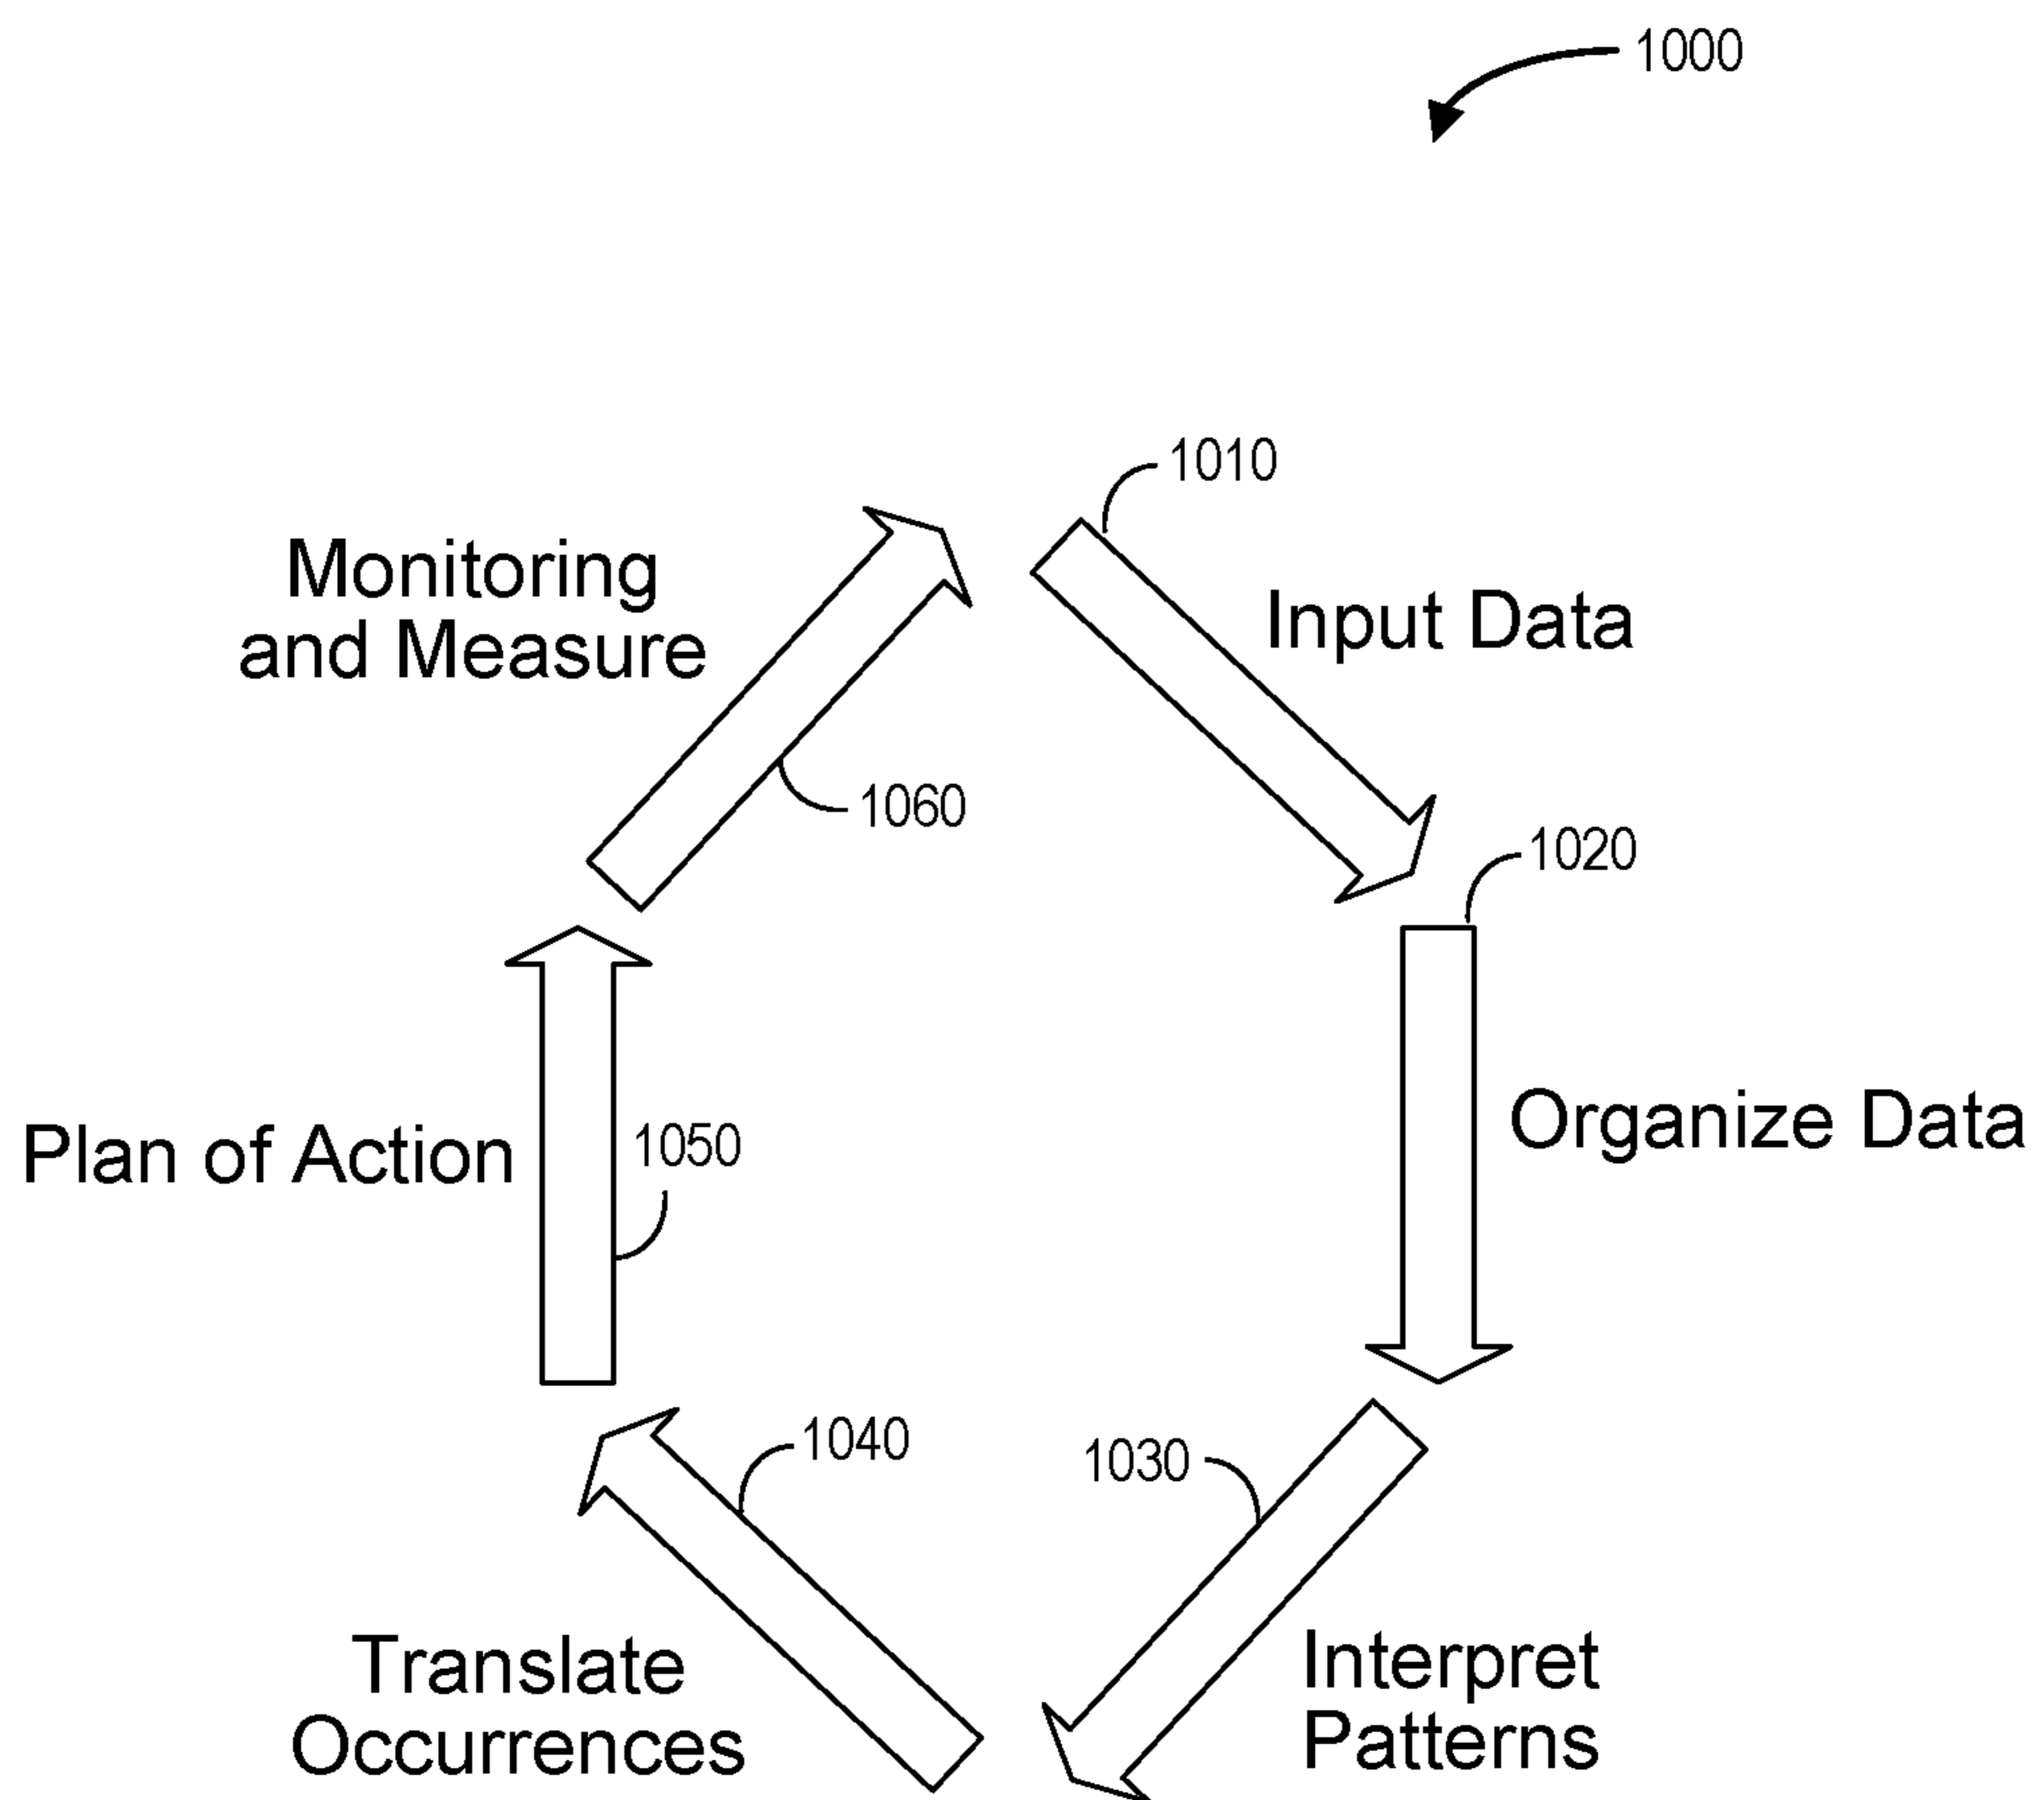 1000
1010
Monitoring
and Measure
Input Data
1060
1020
Organize Data
Plan of Action
1050
1040
1030
Translate
Occurrences
Interpret
Patterns